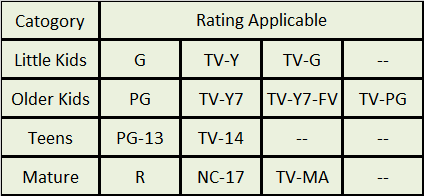 Catogory Rating Applicable
Little Kids G TV-Y TV-G --
Older Kids PG TV-Y7 TV-Y7-FV TV-PG
Teens PG-13 TV-14 -- --
Mature R NC-17 TV-MA --